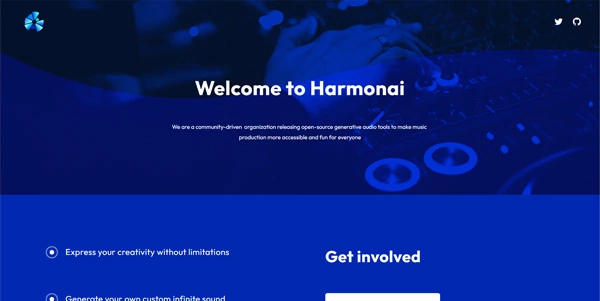 Welcome to Harmonai
We are a community-driven organization releasing open-source generative audio tools to make music
production more accessible and fun for everyone
Express your creativity without limitations
Get involved
Generate your own custom infinite sound